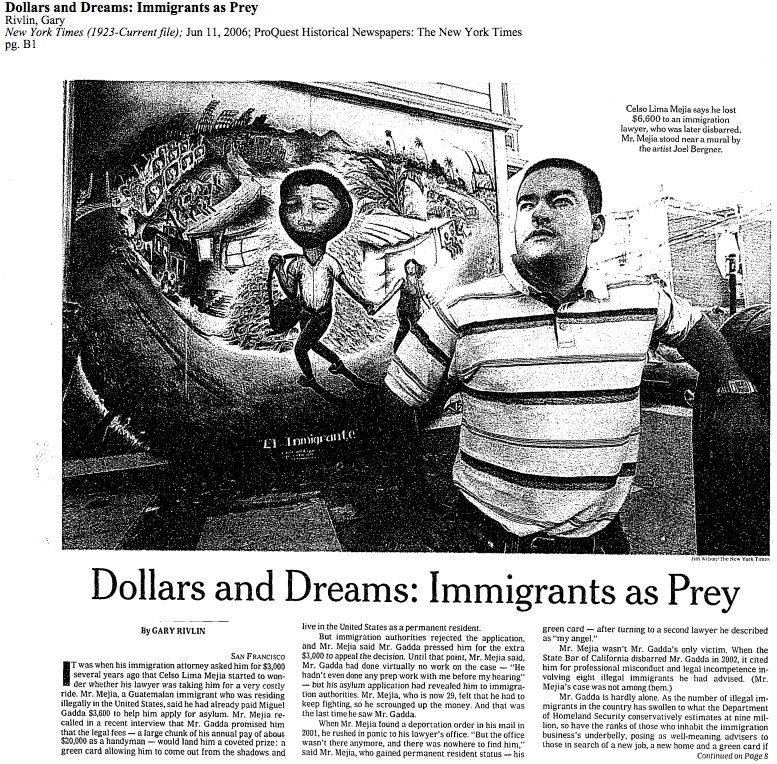 Dollars and Dreams: Immigrants as Prey
Rivlin, Gary
New York Times (1923-Current file); Jun 11, 2006; ProQuest Historical Newspapers: The New York Times
pg. B1
Celso Lima Mejia says he lost
$6,600 to an immigration
lawyer, who was later disbarred.
Mr. Mejia stood near a mural by
the artist Joel Bergner.
"El Inmigrante
Jim Wilson/The New York Times
Dollars and Dreams: Immigrants as Prey
By GARY RIVLIN
SAN FRANCISCO
IT was when his immigration attorney asked him for $3,000
several years ago that Celso Lima Mejia started to won-
der whether his lawyer was taking him for a very costly
ride. Mr. Mejia, a Guatemalan immigrant who was residing
illegally in the United States, said he had already paid Miguel
Gadda $3,600 to help him apply for asylum. Mr. Mejia re-
called in a recent interview that Mr. Gadda promised him
that the legal fees — a large chunk of his annual pay of about
$20,000 as a handyman — would land him a coveted prize: a
green card allowing him to come out from the shadows and
live in the United States as a permanent resident.
But immigration authorities rejected the application,
and Mr. Mejia said Mr. Gadda pressed him for the extra
$3,000 to appeal the decision. Until that point, Mr. Mejia said,
Mr. Gadda had done virtually no work on the case — "He
hadn't even done any prep work with me before my hearing"
— but his asylum application had revealed him to immigra-
tion authorities. Mr. Mejia, who is now 29, felt that he had to
keep fighting, so he scrounged up the money. And that was
the last time he saw Mr. Gadda.
When Mr. Mejia found a deportation order in his mail in
2001, he rushed in panic to his lawyer's office. "But the office
wasn't there anymore, and there was nowhere to find him,"
said Mr. Mejia, who gained permanent resident status — his
green card — after turning to a second lawyer he described
as "my angel."
Mr. Mejia wasn't Mr. Gadda's only victim. When the
State Bar of California disbarred Mr. Gadda in 2002, it cited
him for professional misconduct and legal incompetence in-
volving eight illegal immigrants he had advised. (Mr.
Mejia's case was not among them.)
Mr. Gadda is hardly alone. As the number of illegal im-
migrants in the country has swollen to what the Department
of Homeland Security conservatively estimates at nine mil-
lion, so have the ranks of those who inhabit the immigration
business's underbelly, posing as well-meaning advisers to
those in search of a new job, a new home and a green card if
Continued on Page 8